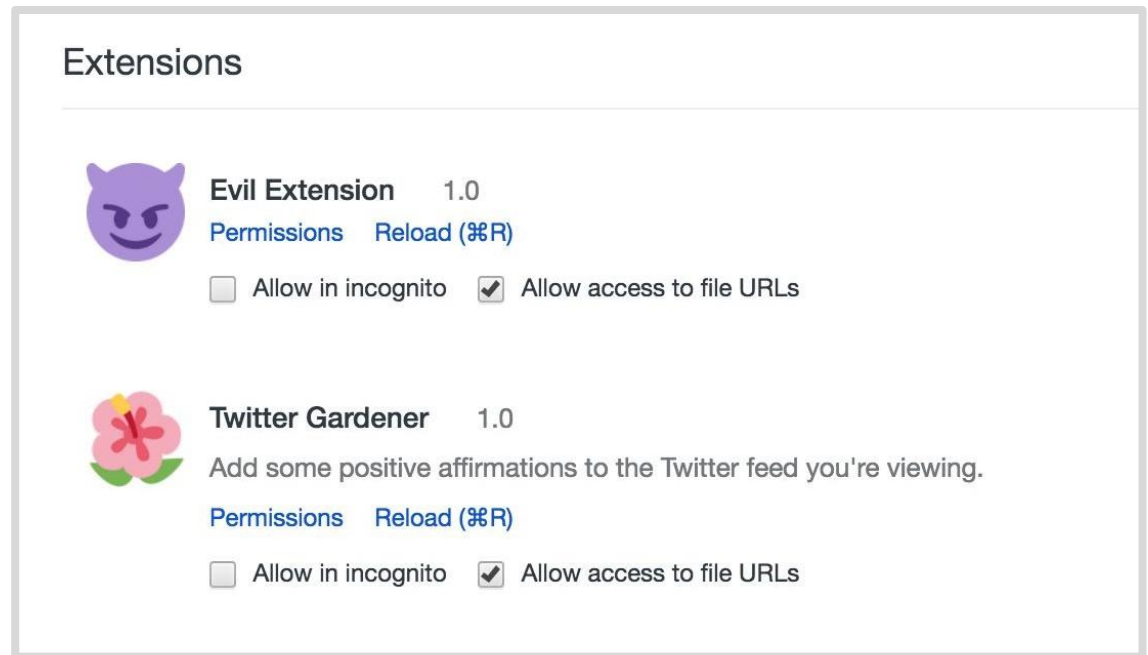 Extensions
Evil Extension 1.0
Permissions Reload (⌘R)
Allow in incognito Allow access to file URLs
Twitter Gardener 1.0
Add some positive affirmations to the Twitter feed you're viewing.
Permissions Reload (⌘R)
Allow in incognito Allow access to file URLs